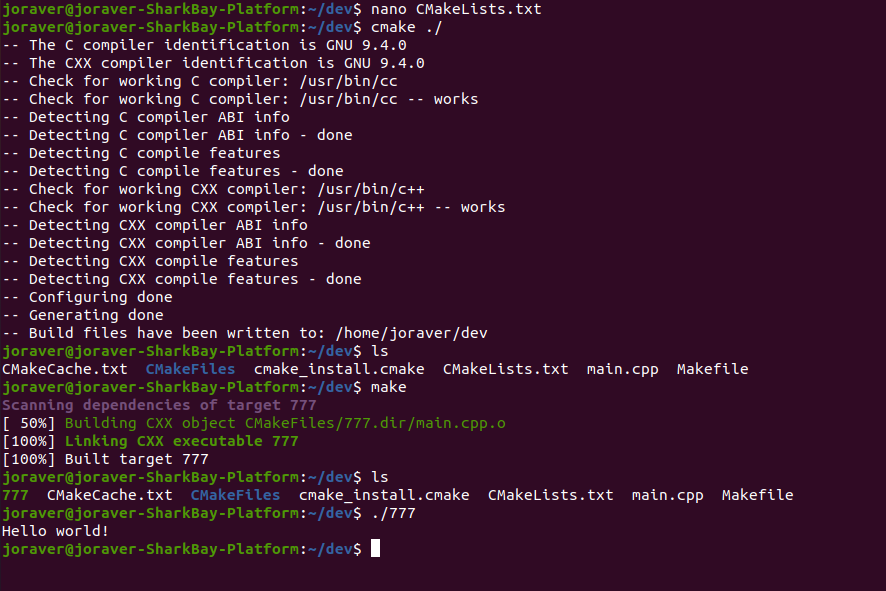 joraver@joraver-SharkBay-Platform:~/dev$ nano CMakeLists.txt
joraver@joraver-SharkBay-Platform:~/dev$ cmake ./
-- The C compiler identification is GNU 9.4.0
-- The CXX compiler identification is GNU 9.4.0
-- Check for working C compiler: /usr/bin/cc
-- Check for working C compiler: /usr/bin/cc -- works
-- Detecting C compiler ABI info
-- Detecting C compiler ABI info - done
-- Detecting C compile features
-- Detecting C compile features - done
-- Check for working CXX compiler: /usr/bin/c++
-- Check for working CXX compiler: /usr/bin/c++ -- works
-- Detecting CXX compiler ABI info
-- Detecting CXX compiler ABI info - done
-- Detecting CXX compile features
-- Detecting CXX compile features - done
-- Configuring done
-- Generating done
-- Build files have been written to: /home/joraver/dev
joraver@joraver-SharkBay-Platform:~/dev$ ls
CMakeCache.txt  CMakeFiles  cmake_install.cmake  CMakeLists.txt  main.cpp  Makefile
joraver@joraver-SharkBay-Platform:~/dev$ make
Scanning dependencies of target 777
[ 50%] Building CXX object CMakeFiles/777.dir/main.cpp.o
[100%] Linking CXX executable 777
[100%] Built target 777
joraver@joraver-SharkBay-Platform:~/dev$ ls
777  CMakeCache.txt  CMakeFiles  cmake_install.cmake  CMakeLists.txt  main.cpp  Makefile
joraver@joraver-SharkBay-Platform:~/dev$ ./777
Hello world!
joraver@joraver-SharkBay-Platform:~/dev$